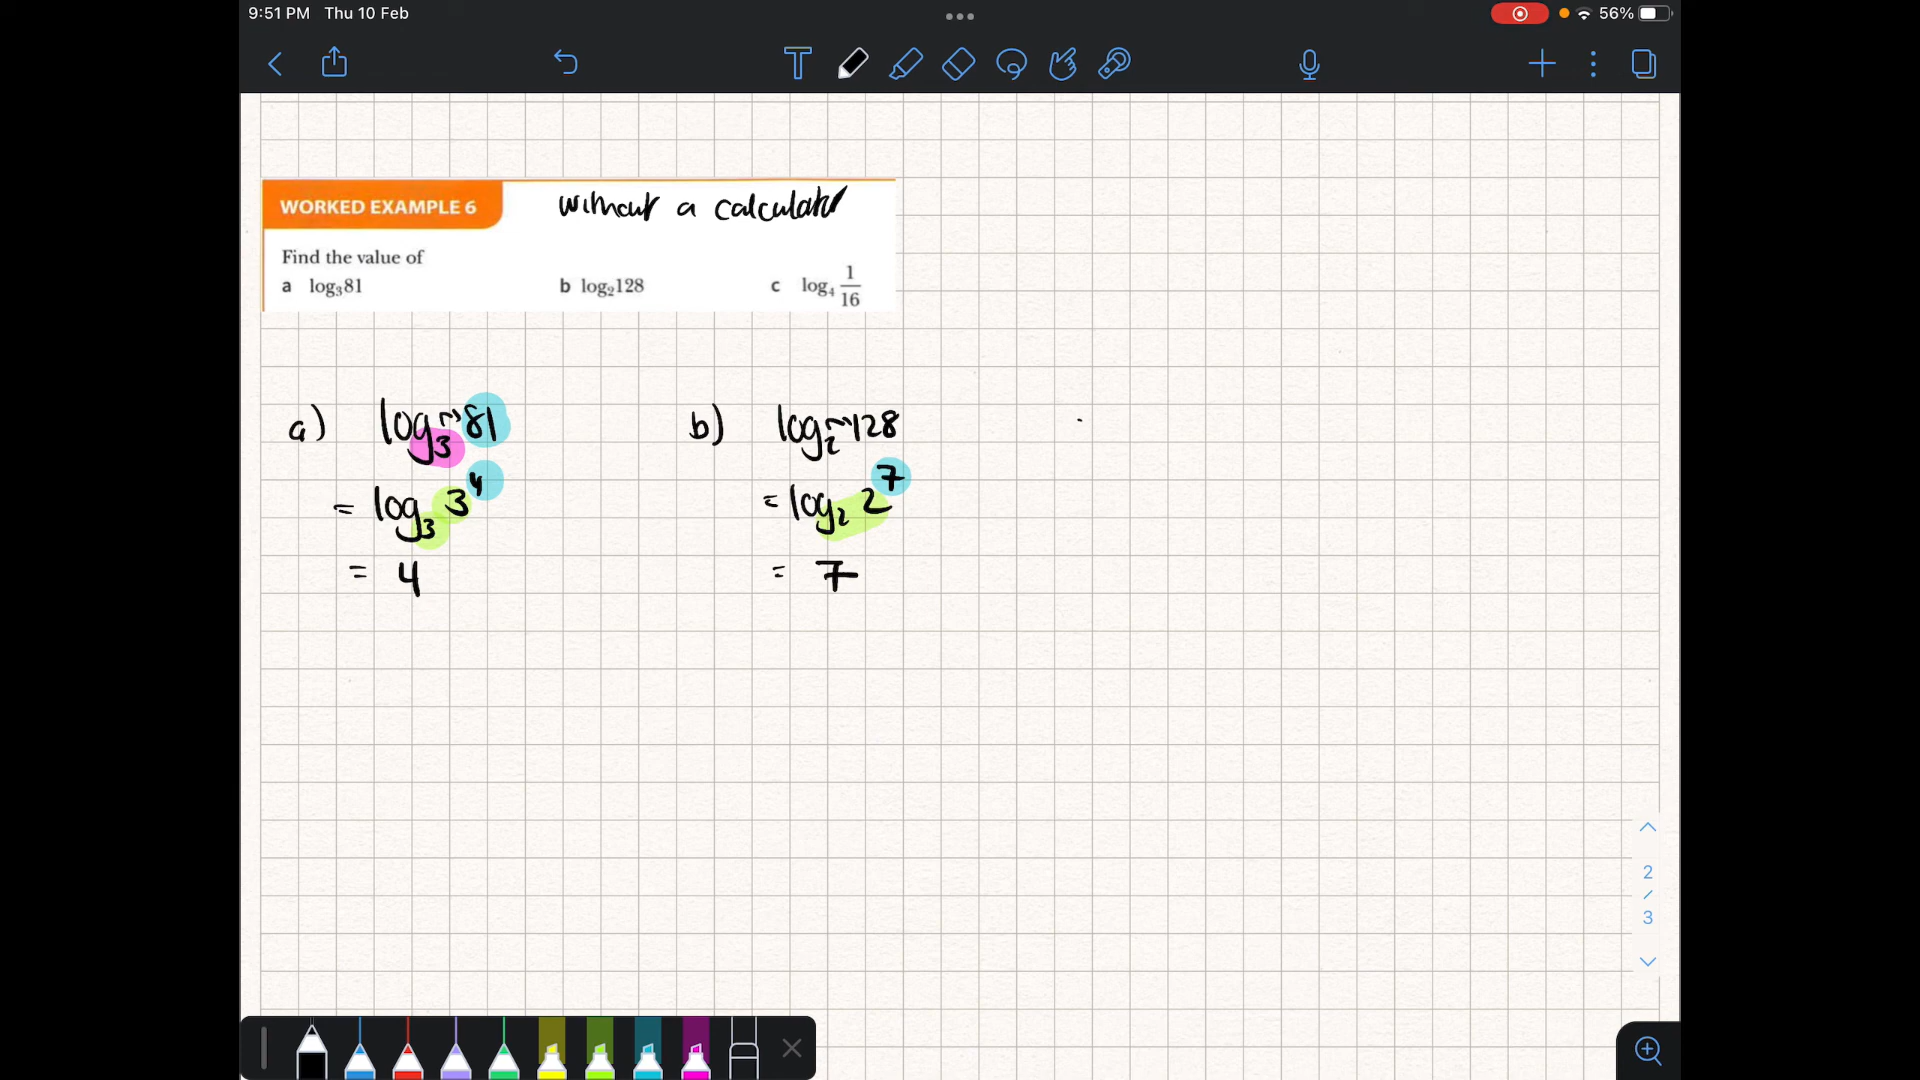 9:51 PM Thu 10 Feb
56%
WORKED EXAMPLE 6
without a calculator
Find the value of
a log₃81 b log₂128 c log₄ 1/16
a) log₃81
= log₃3⁴
= 4
b) log₂128
= log₂2⁷
= 7
2
/
3